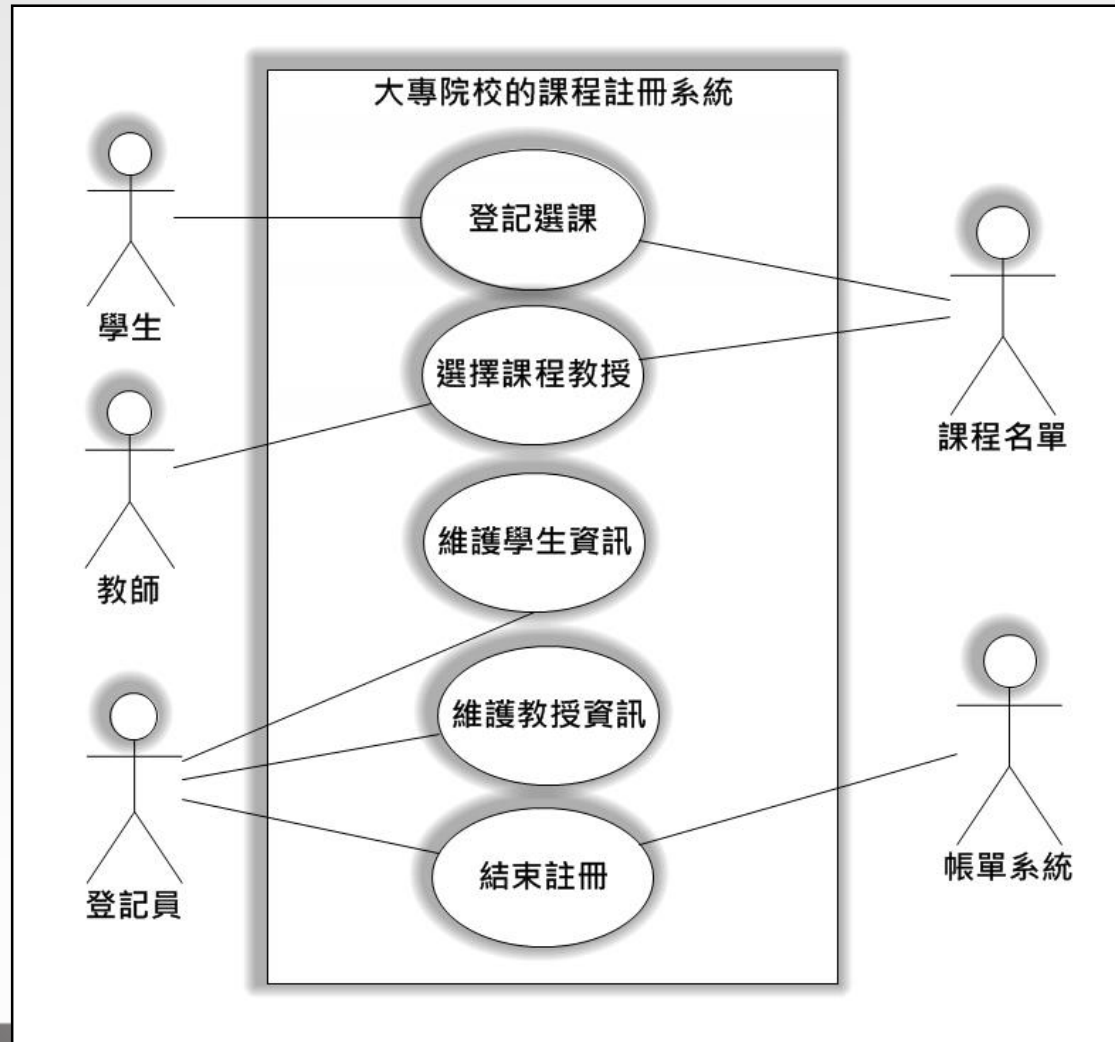 大專院校的課程註冊系統
登記選課
學生
選擇課程教授
課程名單
維護學生資訊
教師
維護教授資訊
帳單系統
結束註冊
登記員